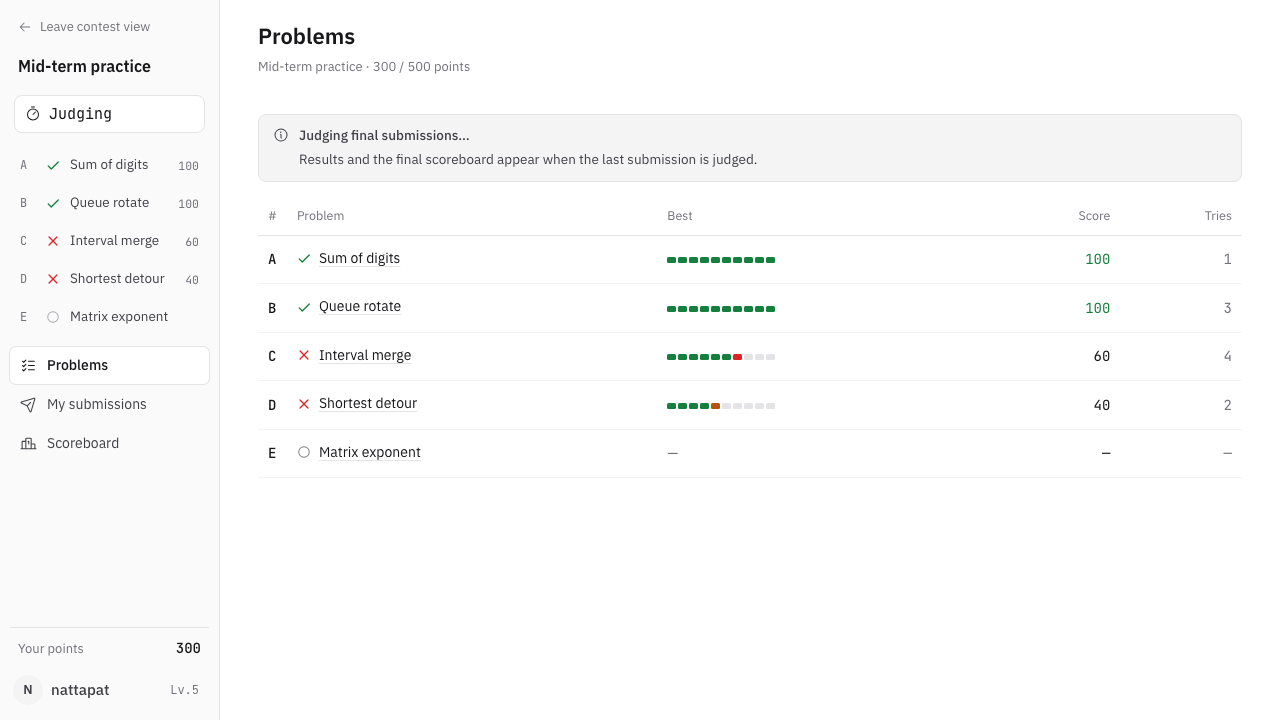 Leave contest view
Mid-term practice
Judging
A Sum of digits 100
B Queue rotate 100
C Interval merge 60
D Shortest detour 40
E Matrix exponent
Problems
My submissions
Scoreboard
Your points 300
N nattapat Lv.5
Problems
Mid-term practice · 300 / 500 points
Judging final submissions…
Results and the final scoreboard appear when the last submission is judged.
# Problem Best Score Tries
A Sum of digits 100 1
B Queue rotate 100 3
C Interval merge 60 4
D Shortest detour 40 2
E Matrix exponent — — —